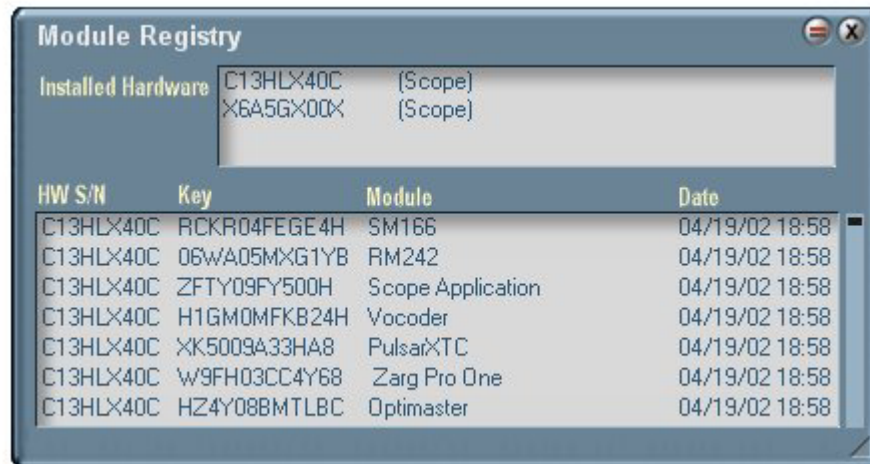 Module Registry
Installed Hardware
C13HLX40C (Scope)
X6A5GX00X (Scope)
HW S/N Key Module Date
C13HLX40C RCKR04FEGE4H SM166 04/19/02 18:58
C13HLX40C 06WA05MXG1YB RM242 04/19/02 18:58
C13HLX40C ZFTY09FY500H Scope Application 04/19/02 18:58
C13HLX40C H1GM0MFKB24H Vocoder 04/19/02 18:58
C13HLX40C XK5009A33HA8 PulsarXTC 04/19/02 18:58
C13HLX40C W9FH03CC4Y68 Zarg Pro One 04/19/02 18:58
C13HLX40C HZ4Y08BMTLBC Optimaster 04/19/02 18:58